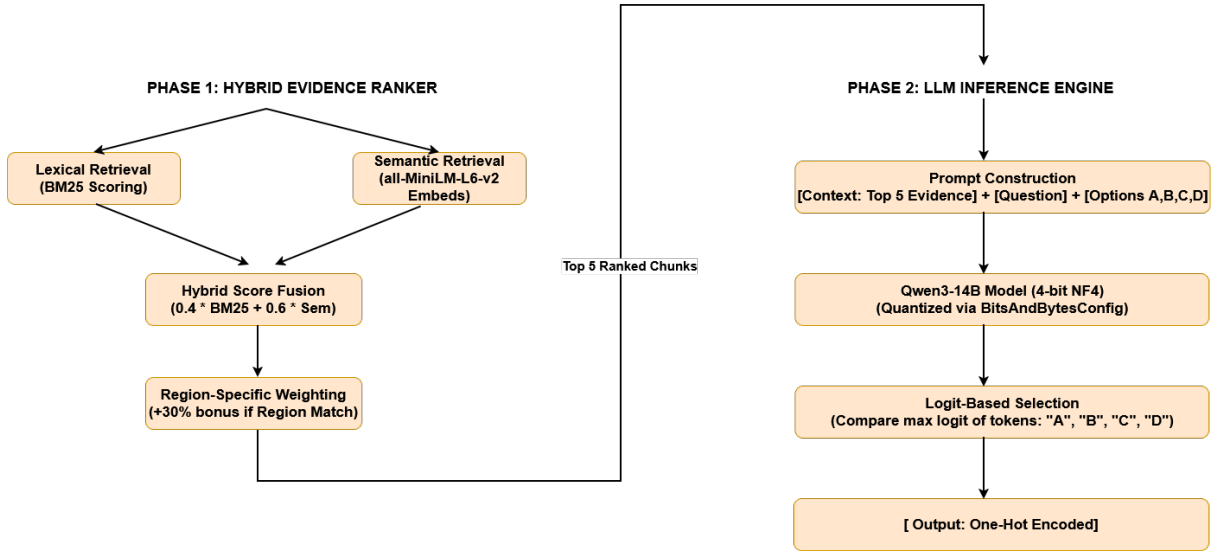 PHASE 1: HYBRID EVIDENCE RANKER
Lexical Retrieval
(BM25 Scoring)
Semantic Retrieval
(all-MiniLM-L6-v2
Embeds)
Hybrid Score Fusion
(0.4 * BM25 + 0.6 * Sem)
Region-Specific Weighting
(+30% bonus if Region Match)
Top 5 Ranked Chunks
PHASE 2: LLM INFERENCE ENGINE
Prompt Construction
[Context: Top 5 Evidence] + [Question] + [Options A,B,C,D]
Qwen3-14B Model (4-bit NF4)
(Quantized via BitsAndBytesConfig)
Logit-Based Selection
(Compare max logit of tokens: "A", "B", "C", "D")
[ Output: One-Hot Encoded]